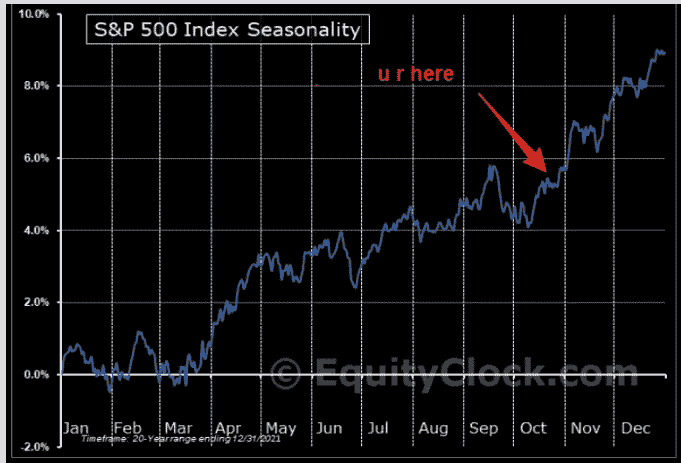 10.0%
S&P 500 Index Seasonality
u r here
8.0%
6.0%
4.0%
2.0%
0.0%
© EquityClock.com
Jan Feb Mar Apr May Jun Jul Aug Sep Oct Nov Dec
Timeframe: 20-Year range ending 12/31/2021
-2.0%